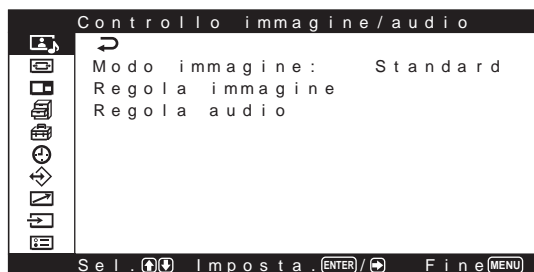 Controllo immagine/audio
Modo immagine: Standard
Regola immagine
Regola audio
Sel. Imposta. ENTER/ Fine MENU